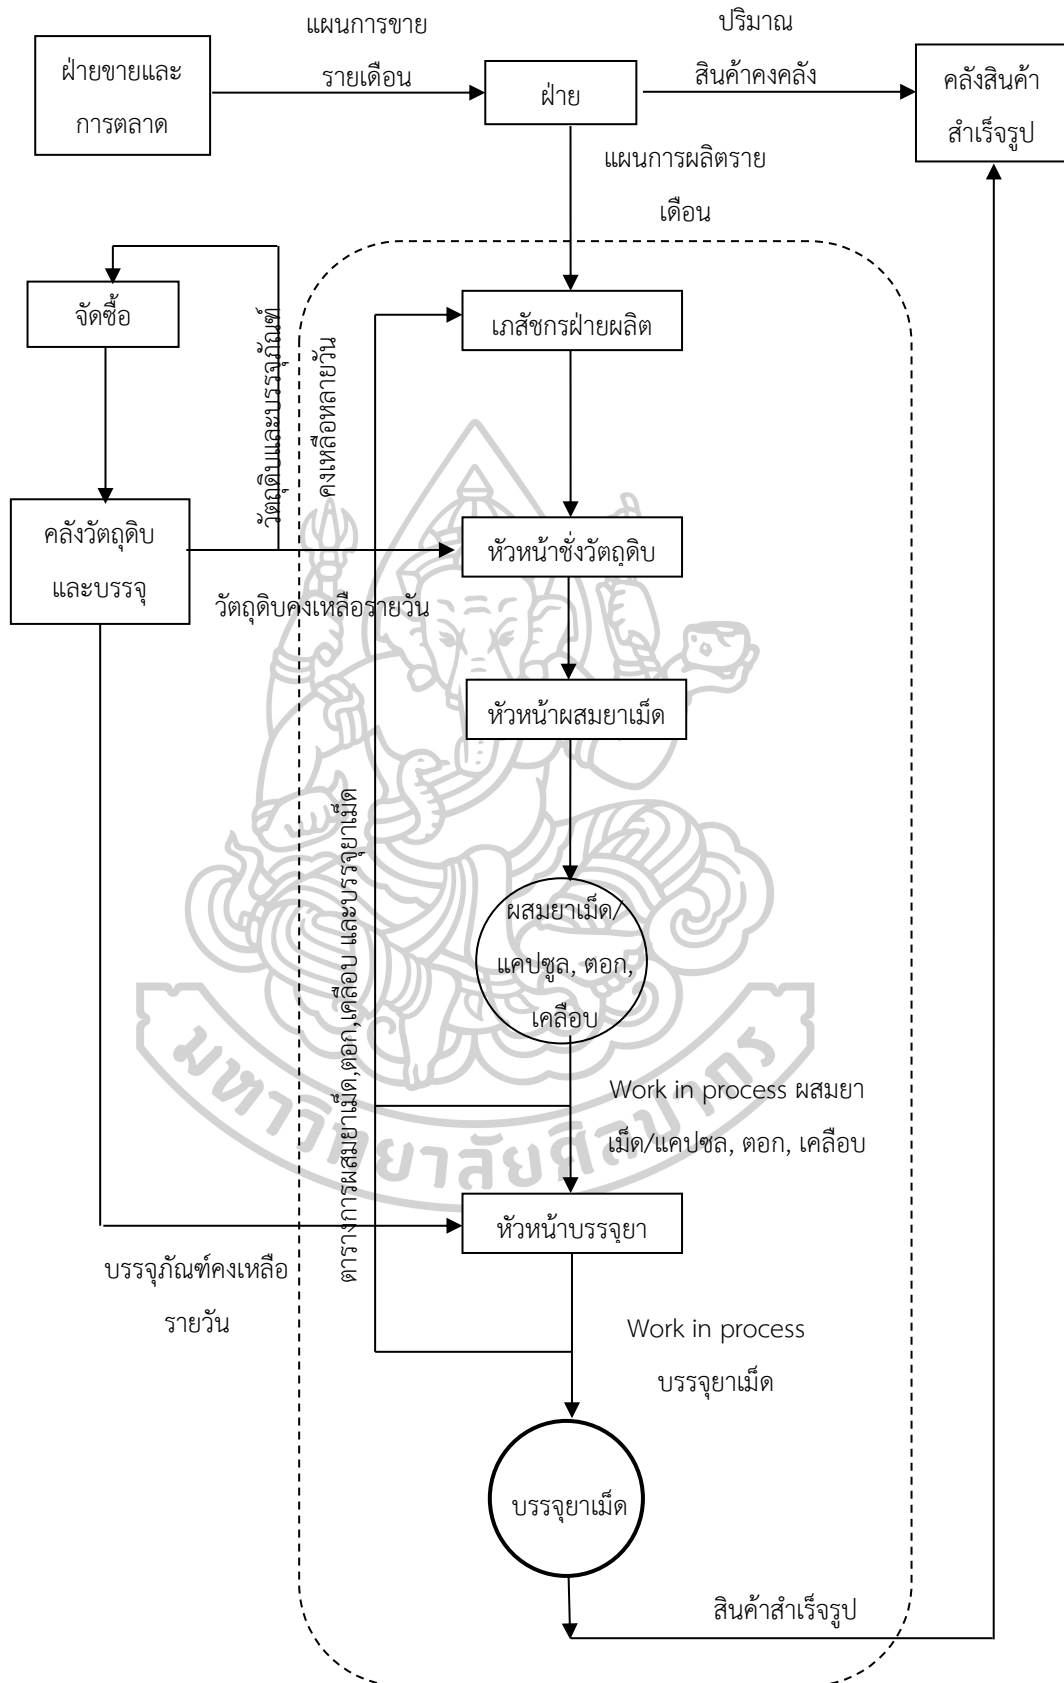 แผนการขาย
รายเดือน
ปริมาณ
สินค้าคงคลัง
ฝ่ายขายและ
การตลาด
ฝ่าย
คลังสินค้า
สำเร็จรูป
แผนการผลิตราย
เดือน
จัดซื้อ
วัตถุดิบและบรรจุภัณฑ์
คงเหลือหลายวัน
เภสัชกรฝ่ายผลิต
คลังวัตถุดิบ
และบรรจุ
หัวหน้าชั่งวัตถุดิบ
วัตถุดิบคงเหลือรายวัน
หัวหน้าผสมยาเม็ด
ตารางการผสมยาเม็ด,ตอก,เคลือบ และบรรจุยาเม็ด
ผสมยาเม็ด/
แคปซูล, ตอก,
เคลือบ
มหาวิทยาลัยศิลปากร
Work in process ผสมยา
เม็ด/แคปซล, ตอก, เคลือบ
หัวหน้าบรรจุยา
บรรจุภัณฑ์คงเหลือ
รายวัน
Work in process
บรรจุยาเม็ด
บรรจุยาเม็ด
สินค้าสำเร็จรูป